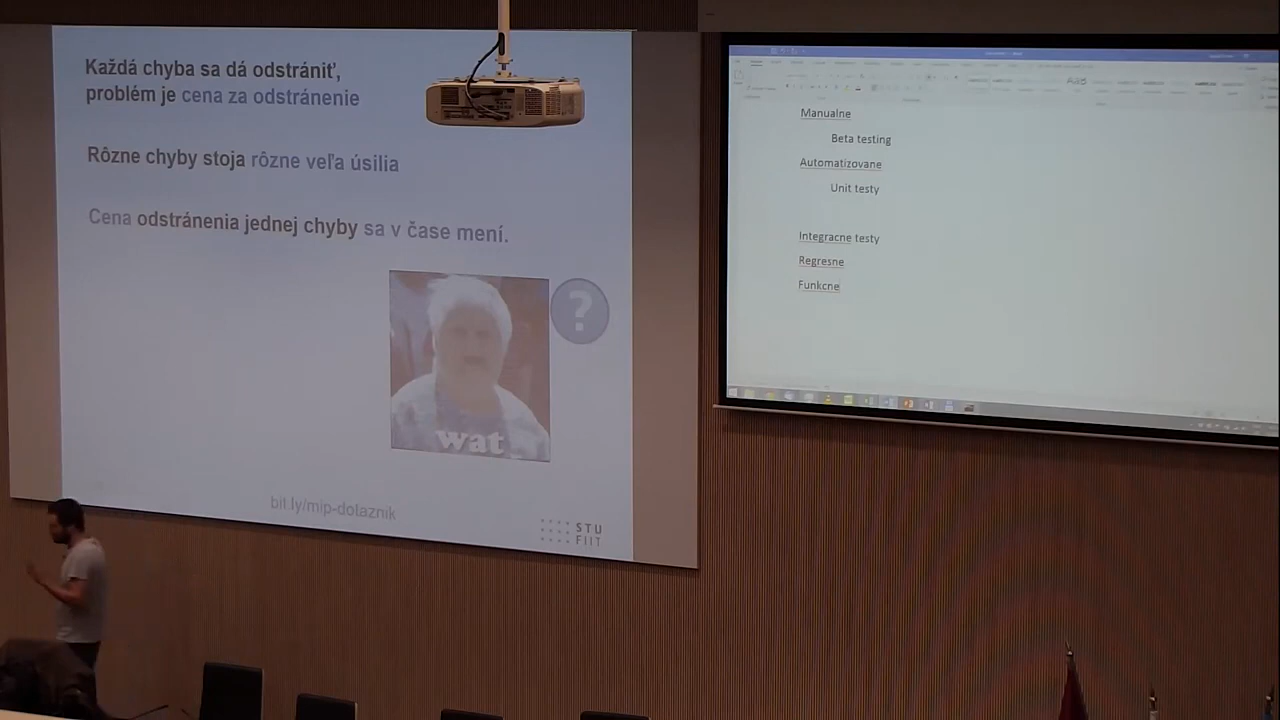 Každá chyba sa dá odstrániť,
problém je cena za odstránenie
Rôzne chyby stoja rôzne veľa úsilia
Cena odstránenia jednej chyby sa v čase mení.
?
wat
bit.ly/mip-dolaznik
STU
FIIT
Manualne
Beta testing
Automatizovane
Unit testy
Integracne testy
Regresne
Funkcne